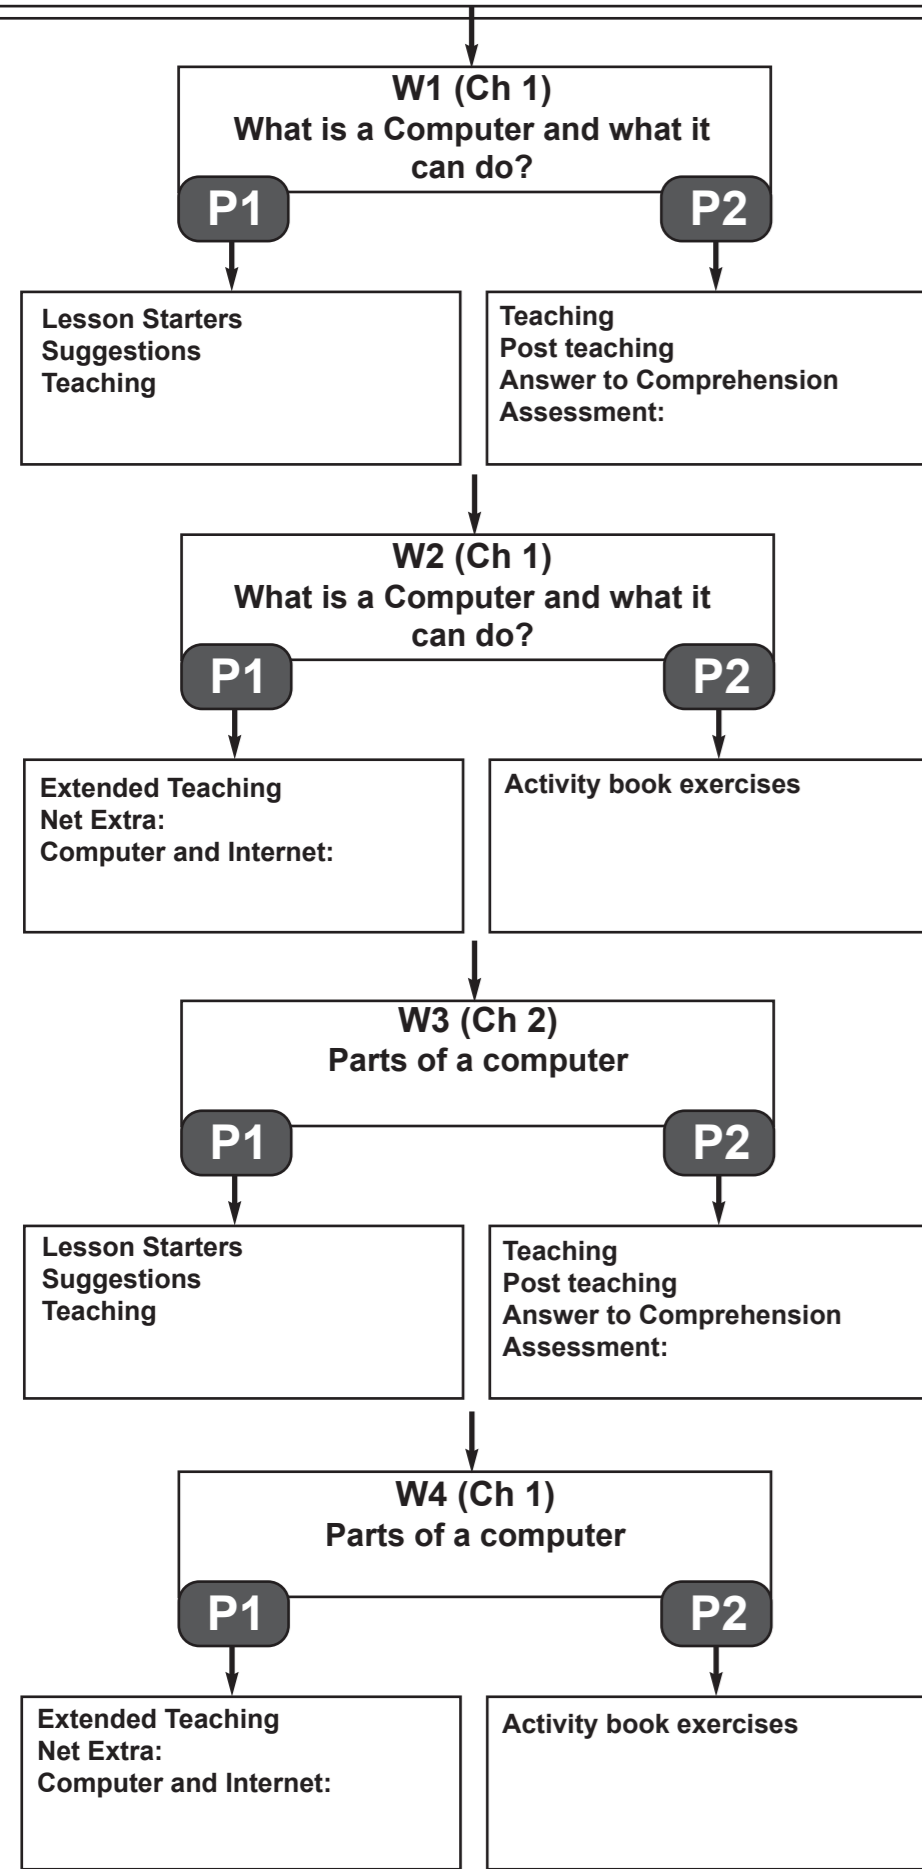 W1 (Ch 1)
What is a Computer and what it
can do?
P1
P2
Lesson Starters
Suggestions
Teaching
Teaching
Post teaching
Answer to Comprehension
Assessment:
W2 (Ch 1)
What is a Computer and what it
can do?
P1
P2
Extended Teaching
Net Extra:
Computer and Internet:
Activity book exercises
W3 (Ch 2)
Parts of a computer
P1
P2
Lesson Starters
Suggestions
Teaching
Teaching
Post teaching
Answer to Comprehension
Assessment:
W4 (Ch 1)
Parts of a computer
P1
P2
Extended Teaching
Net Extra:
Computer and Internet:
Activity book exercises